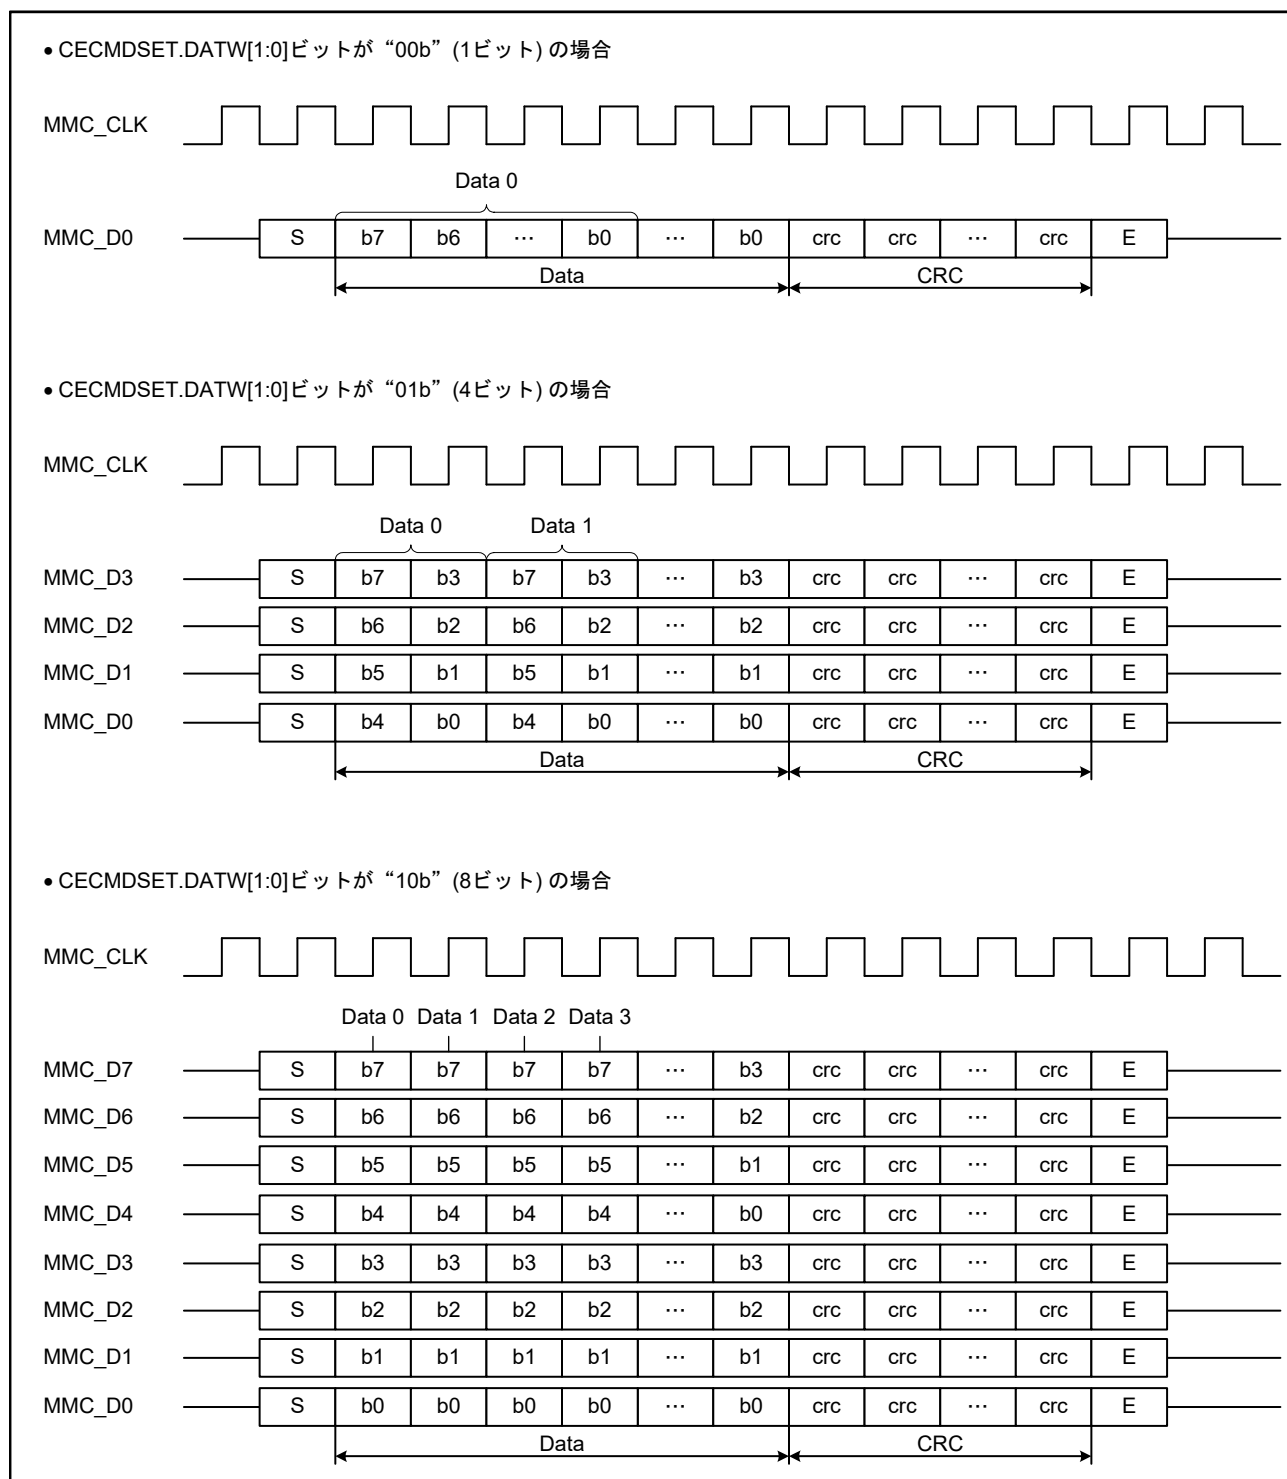 • CECMDSET.DATW[1:0]ビットが“00b”(1ビット) の場合
MMC_CLK
Data 0
MMC_D0 S b7 b6 … b0 … b0 crc crc … crc E
Data CRC
• CECMDSET.DATW[1:0]ビットが“01b”(4ビット) の場合
MMC_CLK
Data 0 Data 1
MMC_D3 S b7 b3 b7 b3 … b3 crc crc … crc E
MMC_D2 S b6 b2 b6 b2 … b2 crc crc … crc E
MMC_D1 S b5 b1 b5 b1 … b1 crc crc … crc E
MMC_D0 S b4 b0 b4 b0 … b0 crc crc … crc E
Data CRC
• CECMDSET.DATW[1:0]ビットが“10b”(8ビット) の場合
MMC_CLK
Data 0 Data 1 Data 2 Data 3
MMC_D7 S b7 b7 b7 b7 … b3 crc crc … crc E
MMC_D6 S b6 b6 b6 b6 … b2 crc crc … crc E
MMC_D5 S b5 b5 b5 b5 … b1 crc crc … crc E
MMC_D4 S b4 b4 b4 b4 … b0 crc crc … crc E
MMC_D3 S b3 b3 b3 b3 … b3 crc crc … crc E
MMC_D2 S b2 b2 b2 b2 … b2 crc crc … crc E
MMC_D1 S b1 b1 b1 b1 … b1 crc crc … crc E
MMC_D0 S b0 b0 b0 b0 … b0 crc crc … crc E
Data CRC